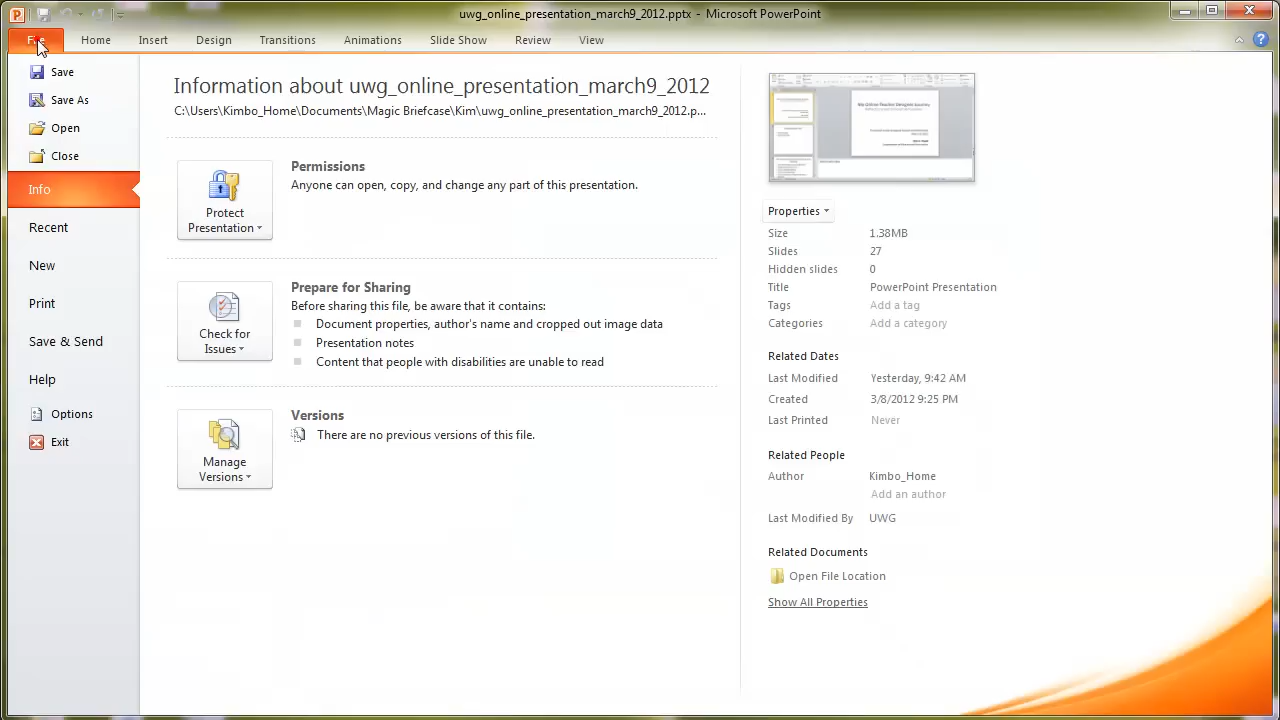 uwg_online_presentation_march9_2012.pptx - Microsoft PowerPoint
File Home Insert Design Transitions Animations Slide Show Review View
Save
Save As
Open
Close
Info
Recent
New
Print
Save & Send
Help
Options
Exit
Information about uwg_online_presentation_march9_2012
C:\Users\Kimbo_Home\Documents\Magic Briefcase\Kim\uwg_online_presentation_march9_2012.p...
Protect
Presentation
Permissions
Anyone can open, copy, and change any part of this presentation.
Check for
Issues
Prepare for Sharing
Before sharing this file, be aware that it contains:
Document properties, author's name and cropped out image data
Presentation notes
Content that people with disabilities are unable to read
Manage
Versions
Versions
There are no previous versions of this file.
Properties
Size 1.38MB
Slides 27
Hidden slides 0
Title PowerPoint Presentation
Tags Add a tag
Categories Add a category
Related Dates
Last Modified Yesterday, 9:42 AM
Created 3/8/2012 9:25 PM
Last Printed Never
Related People
Author Kimbo_Home
Add an author
Last Modified By UWG
Related Documents
Open File Location
Show All Properties